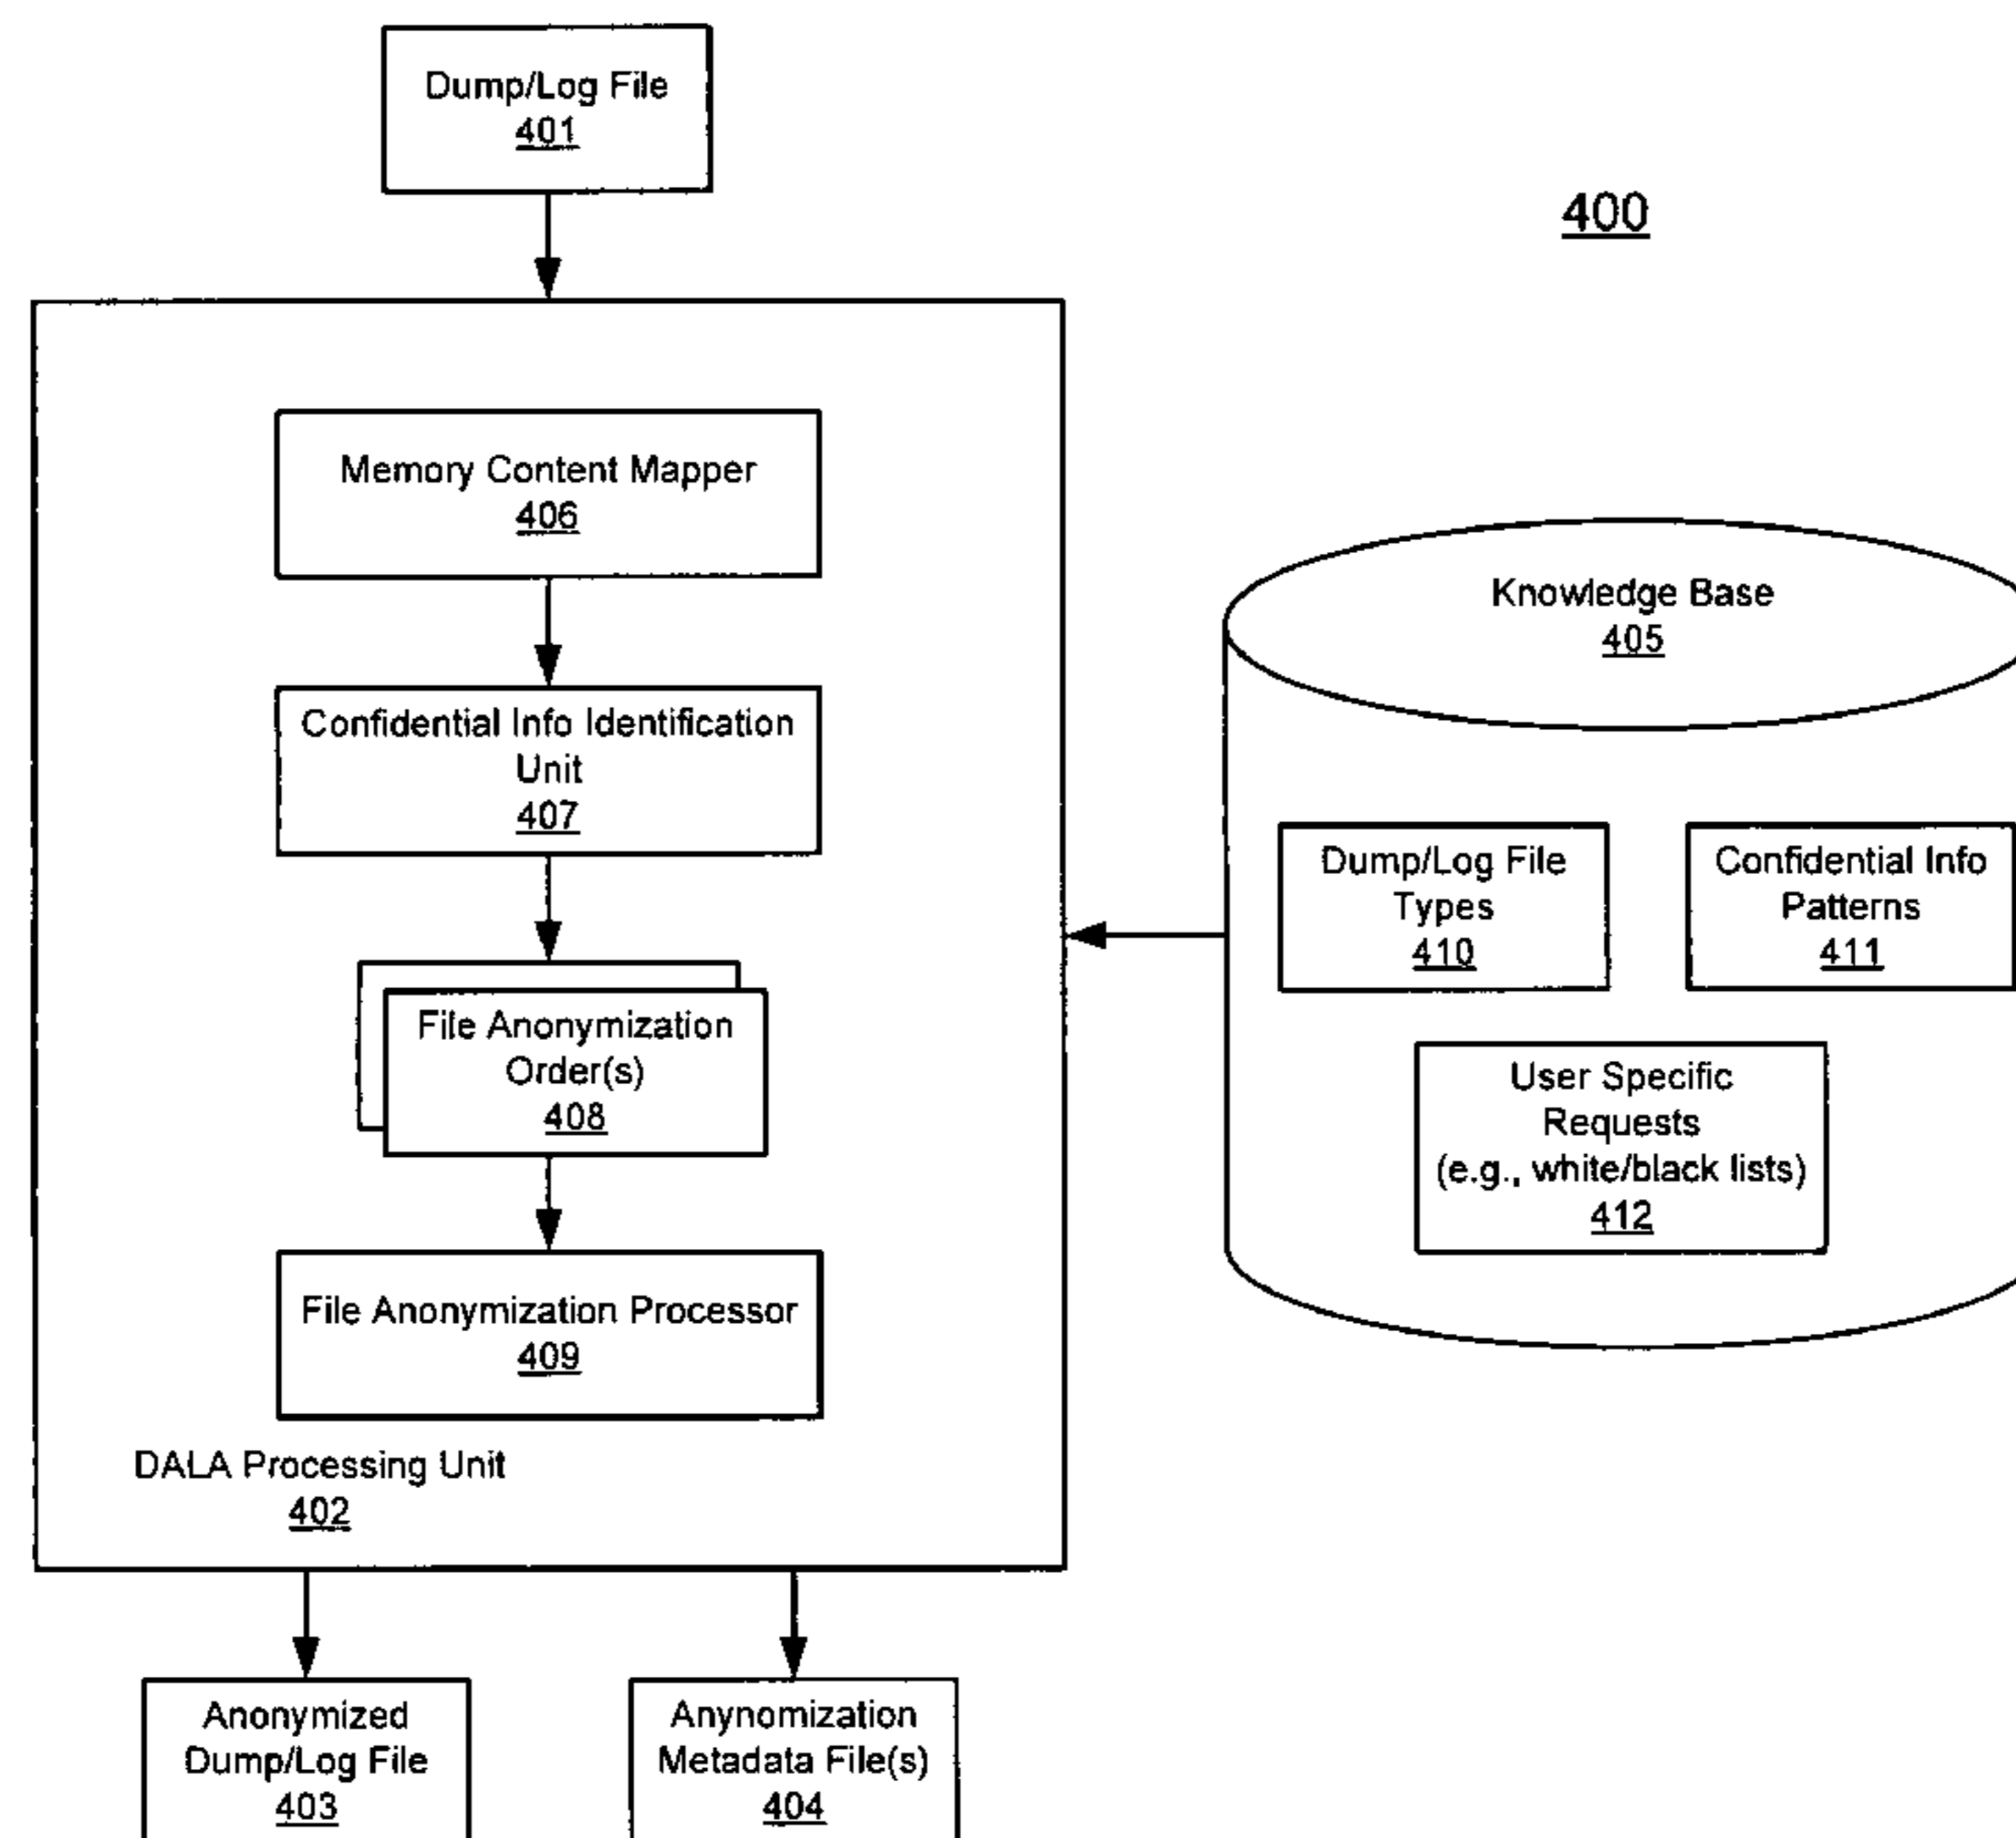 Dump/Log File
401
400
Memory Content Mapper
406
Confidential Info Identification
Unit
407
File Anonymization
Order(s)
408
File Anonymization Processor
409
DALA Processing Unit
402
Knowledge Base
405
Dump/Log File
Types
410
Confidential Info
Patterns
411
User Specific
Requests
(e.g., white/black lists)
412
Anonymized
Dump/Log File
403
Anynomization
Metadata File(s)
404